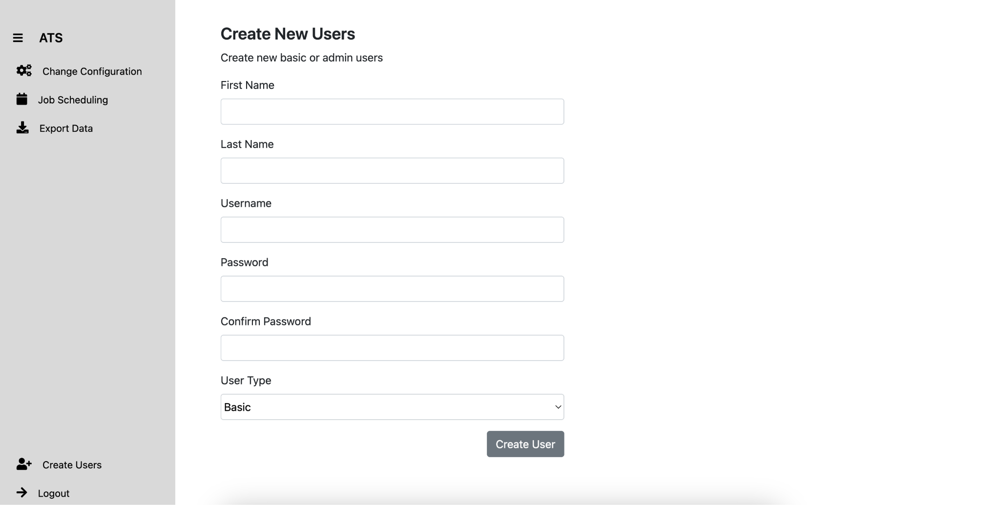 ATS
Change Configuration
Job Scheduling
Export Data
Create Users
Logout
Create New Users
Create new basic or admin users
First Name
Last Name
Username
Password
Confirm Password
User Type
Basic
Create User